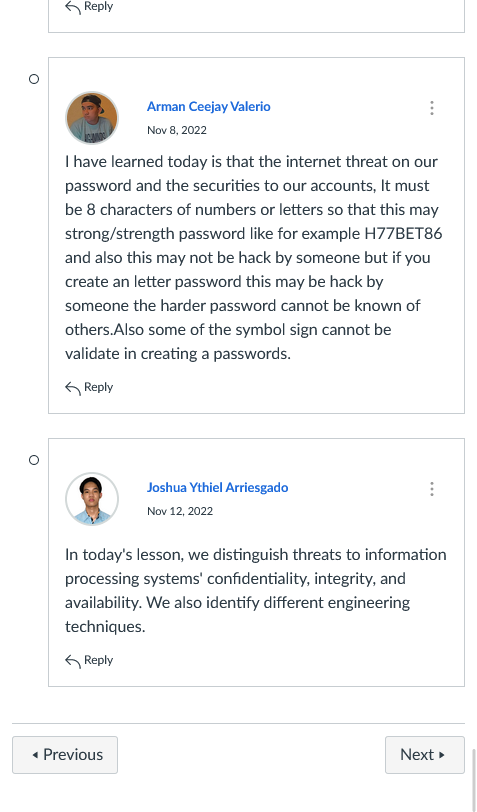 Reply
Arman Ceejay Valerio
Nov 8, 2022
I have learned today is that the internet threat on our
password and the securities to our accounts, It must
be 8 characters of numbers or letters so that this may
strong/strength password like for example H77BET86
and also this may not be hack by someone but if you
create an letter password this may be hack by
someone the harder password cannot be known of
others.Also some of the symbol sign cannot be
validate in creating a passwords.
Reply
Joshua Ythiel Arriesgado
Nov 12, 2022
In today's lesson, we distinguish threats to information
processing systems' confidentiality, integrity, and
availability. We also identify different engineering
techniques.
Reply
Previous
Next